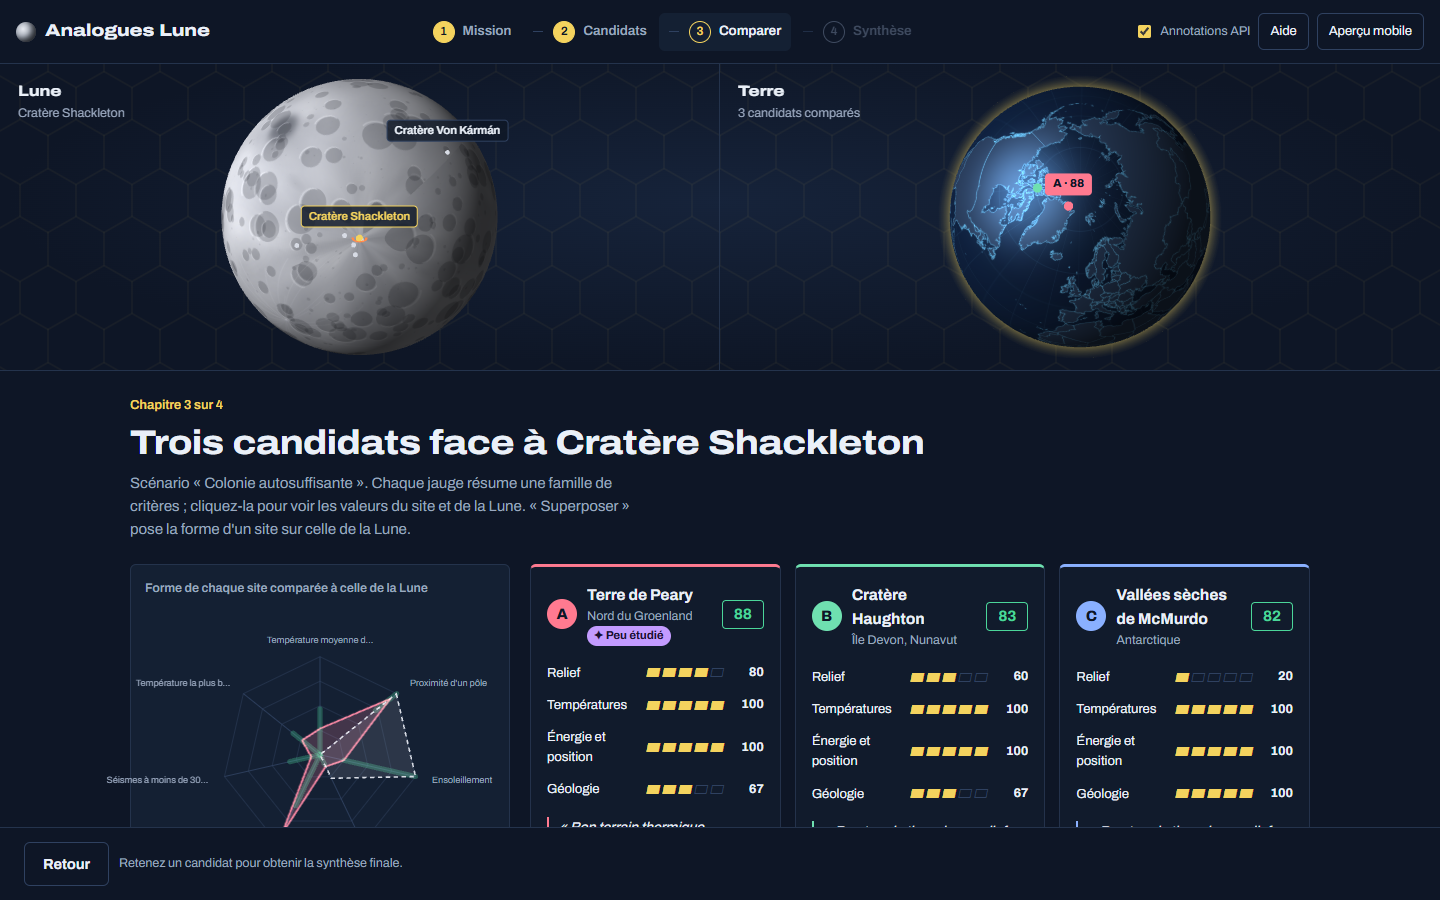 Analogues Lune
1 Mission
2 Candidats
3 Comparer
4 Synthèse
Annotations API
Aide
Aperçu mobile
Lune
Cratère Shackleton
Cratère Von Kármán
Cratère Shackleton
Terre
3 candidats comparés
A · 88
Chapitre 3 sur 4
Trois candidats face à Cratère Shackleton
Scénario « Colonie autosuffisante ». Chaque jauge résume une famille de
critères ; cliquez-la pour voir les valeurs du site et de la Lune. « Superposer »
pose la forme d'un site sur celle de la Lune.
Forme de chaque site comparée à celle de la Lune
Température moyenne d...
Température la plus b...
Proximité d'un pôle
Séismes à moins de 30...
Ensoleillement
A
Terre de Peary
Nord du Groenland
✦ Peu étudié
88
Relief 80
Températures 100
Énergie et
position 100
Géologie 67
« Bon terrain thermique
B
Cratère
Haughton
Île Devon, Nunavut
83
Relief 60
Températures 100
Énergie et
position 100
Géologie 67
C
Vallées sèches
de McMurdo
Antarctique
82
Relief 20
Températures 100
Énergie et
position 100
Géologie 100
Retour
Retenez un candidat pour obtenir la synthèse finale.